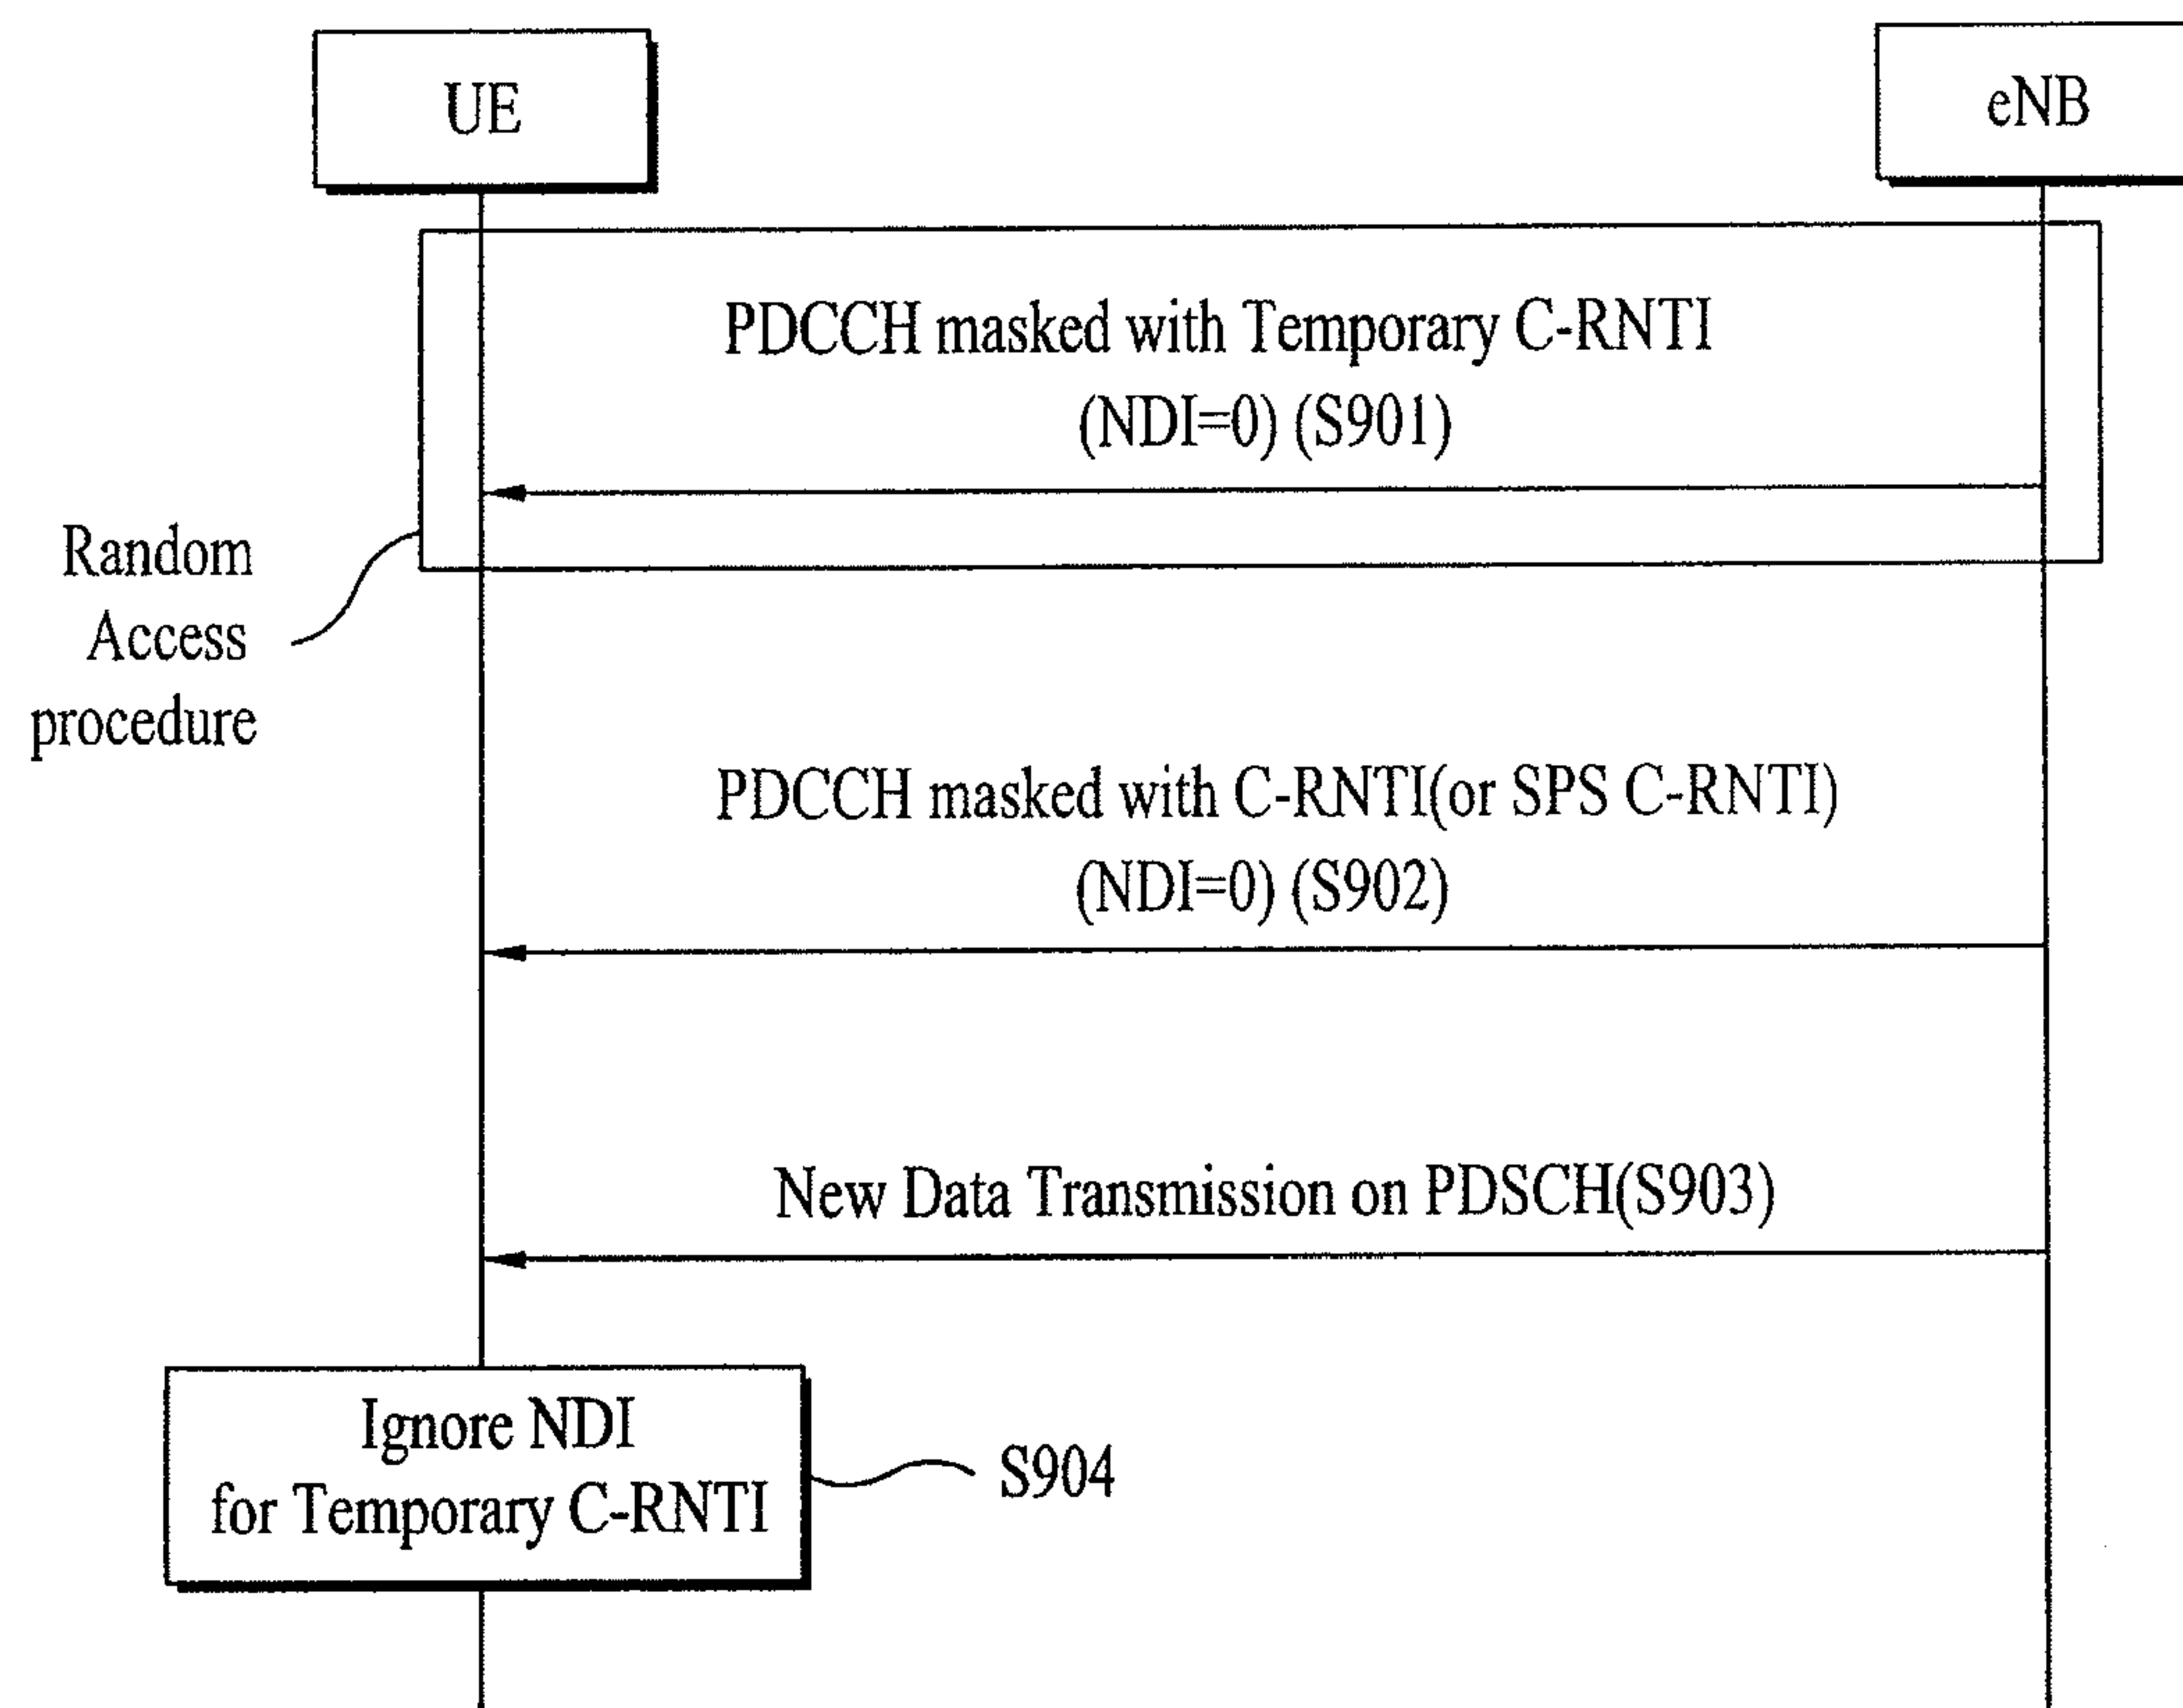 UE
eNB
PDCCH masked with Temporary C-RNTI
(NDI=0) (S901)
Random
Access
procedure
PDCCH masked with C-RNTI(or SPS C-RNTI)
(NDI=0) (S902)
New Data Transmission on PDSCH(S903)
Ignore NDI
for Temporary C-RNTI
S904